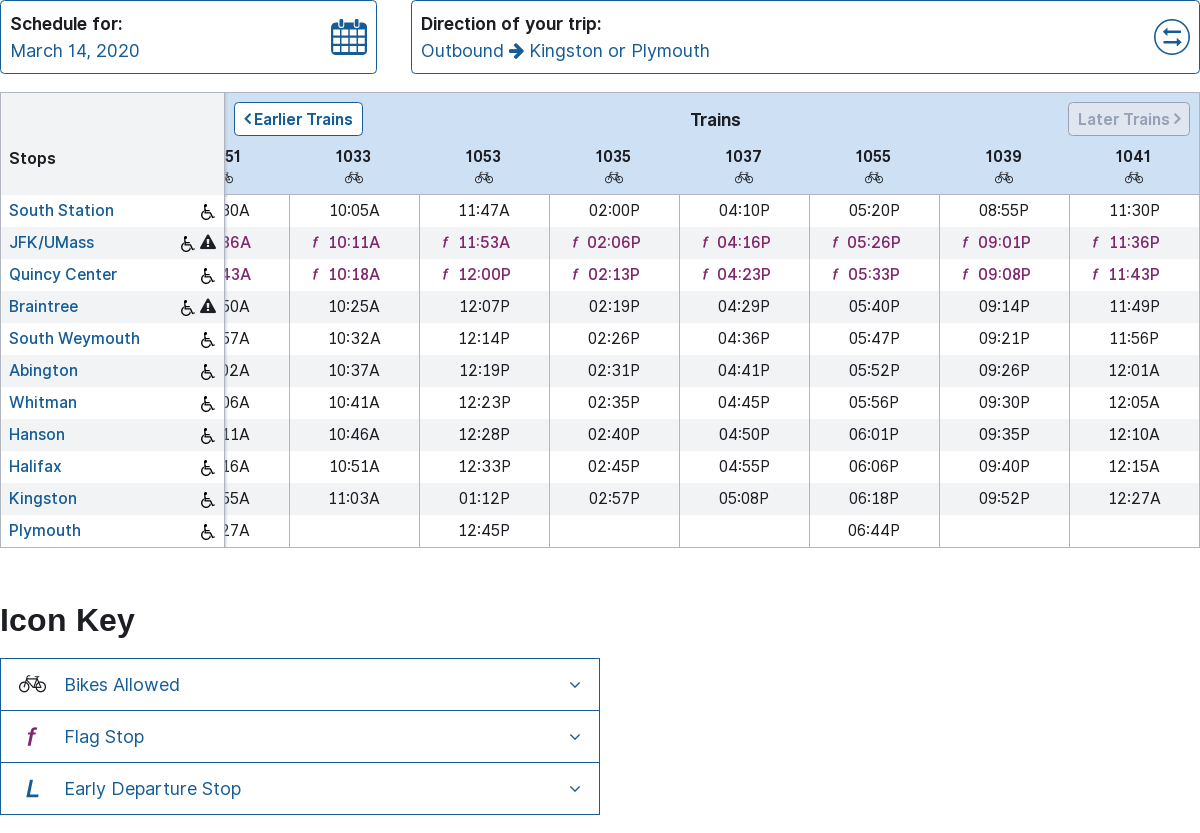 Schedule for:
March 14, 2020
Direction of your trip:
Outbound → Kingston or Plymouth
Earlier Trains Trains Later Trains
Stops 51 1033 1053 1035 1037 1055 1039 1041
South Station 30A 10:05A 11:47A 02:00P 04:10P 05:20P 08:55P 11:30P
JFK/UMass 36A f 10:11A f 11:53A f 02:06P f 04:16P f 05:26P f 09:01P f 11:36P
Quincy Center 43A f 10:18A f 12:00P f 02:13P f 04:23P f 05:33P f 09:08P f 11:43P
Braintree 50A 10:25A 12:07P 02:19P 04:29P 05:40P 09:14P 11:49P
South Weymouth 57A 10:32A 12:14P 02:26P 04:36P 05:47P 09:21P 11:56P
Abington 02A 10:37A 12:19P 02:31P 04:41P 05:52P 09:26P 12:01A
Whitman 06A 10:41A 12:23P 02:35P 04:45P 05:56P 09:30P 12:05A
Hanson 11A 10:46A 12:28P 02:40P 04:50P 06:01P 09:35P 12:10A
Halifax 16A 10:51A 12:33P 02:45P 04:55P 06:06P 09:40P 12:15A
Kingston 55A 11:03A 01:12P 02:57P 05:08P 06:18P 09:52P 12:27A
Plymouth 27A 12:45P 06:44P
Icon Key
Bikes Allowed
f Flag Stop
L Early Departure Stop